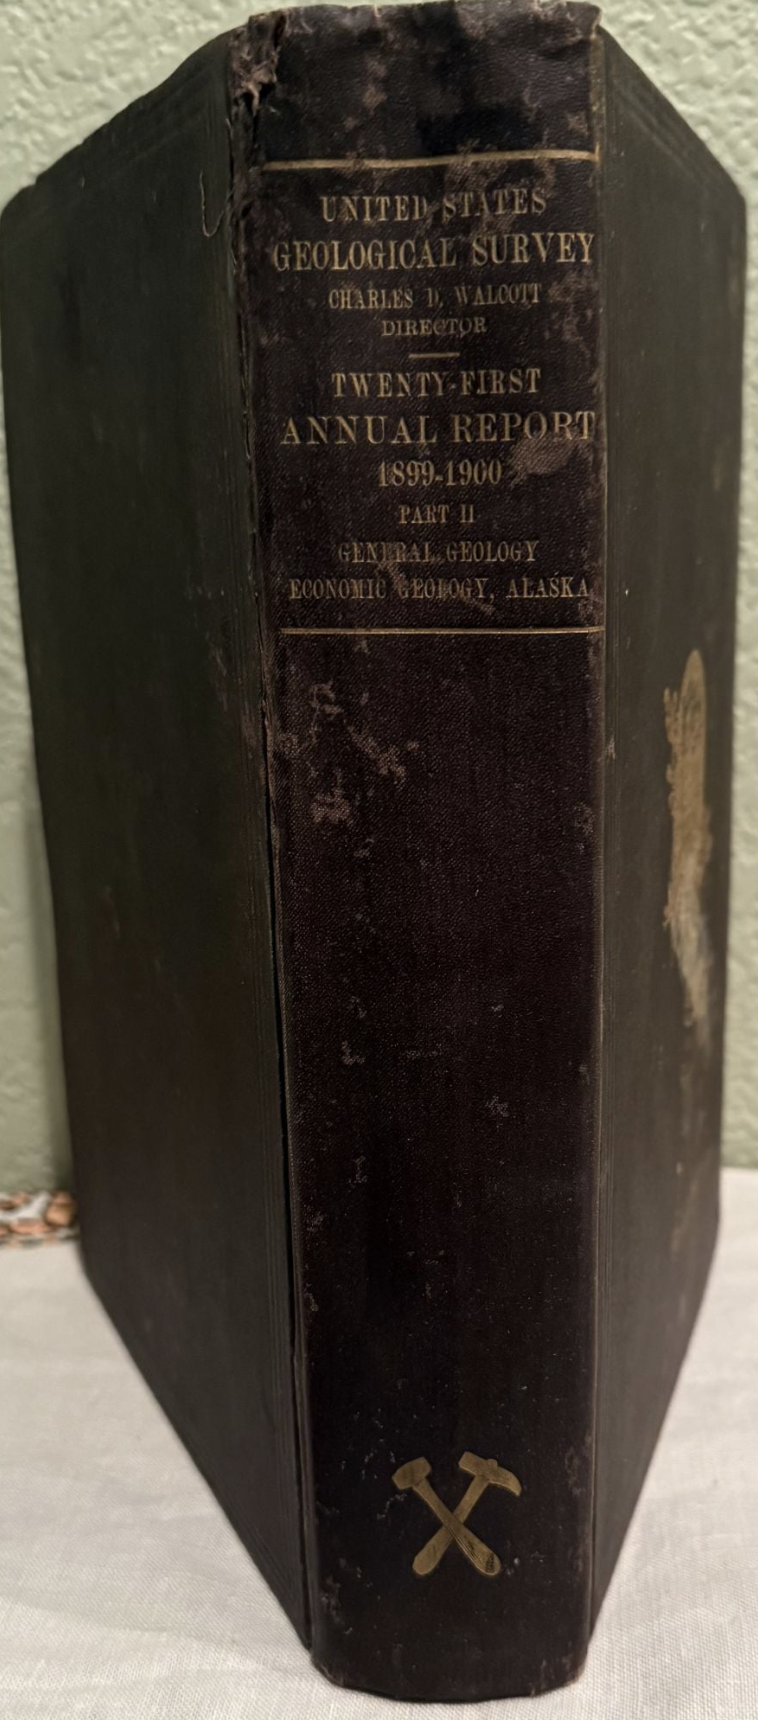 UNITED STATES
GEOLOGICAL SURVEY
CHARLES D. WALCOTT
DIRECTOR
TWENTY-FIRST
ANNUAL REPORT
1899-1900
PART II
GENERAL GEOLOGY
ECONOMIC GEOLOGY, ALASKA